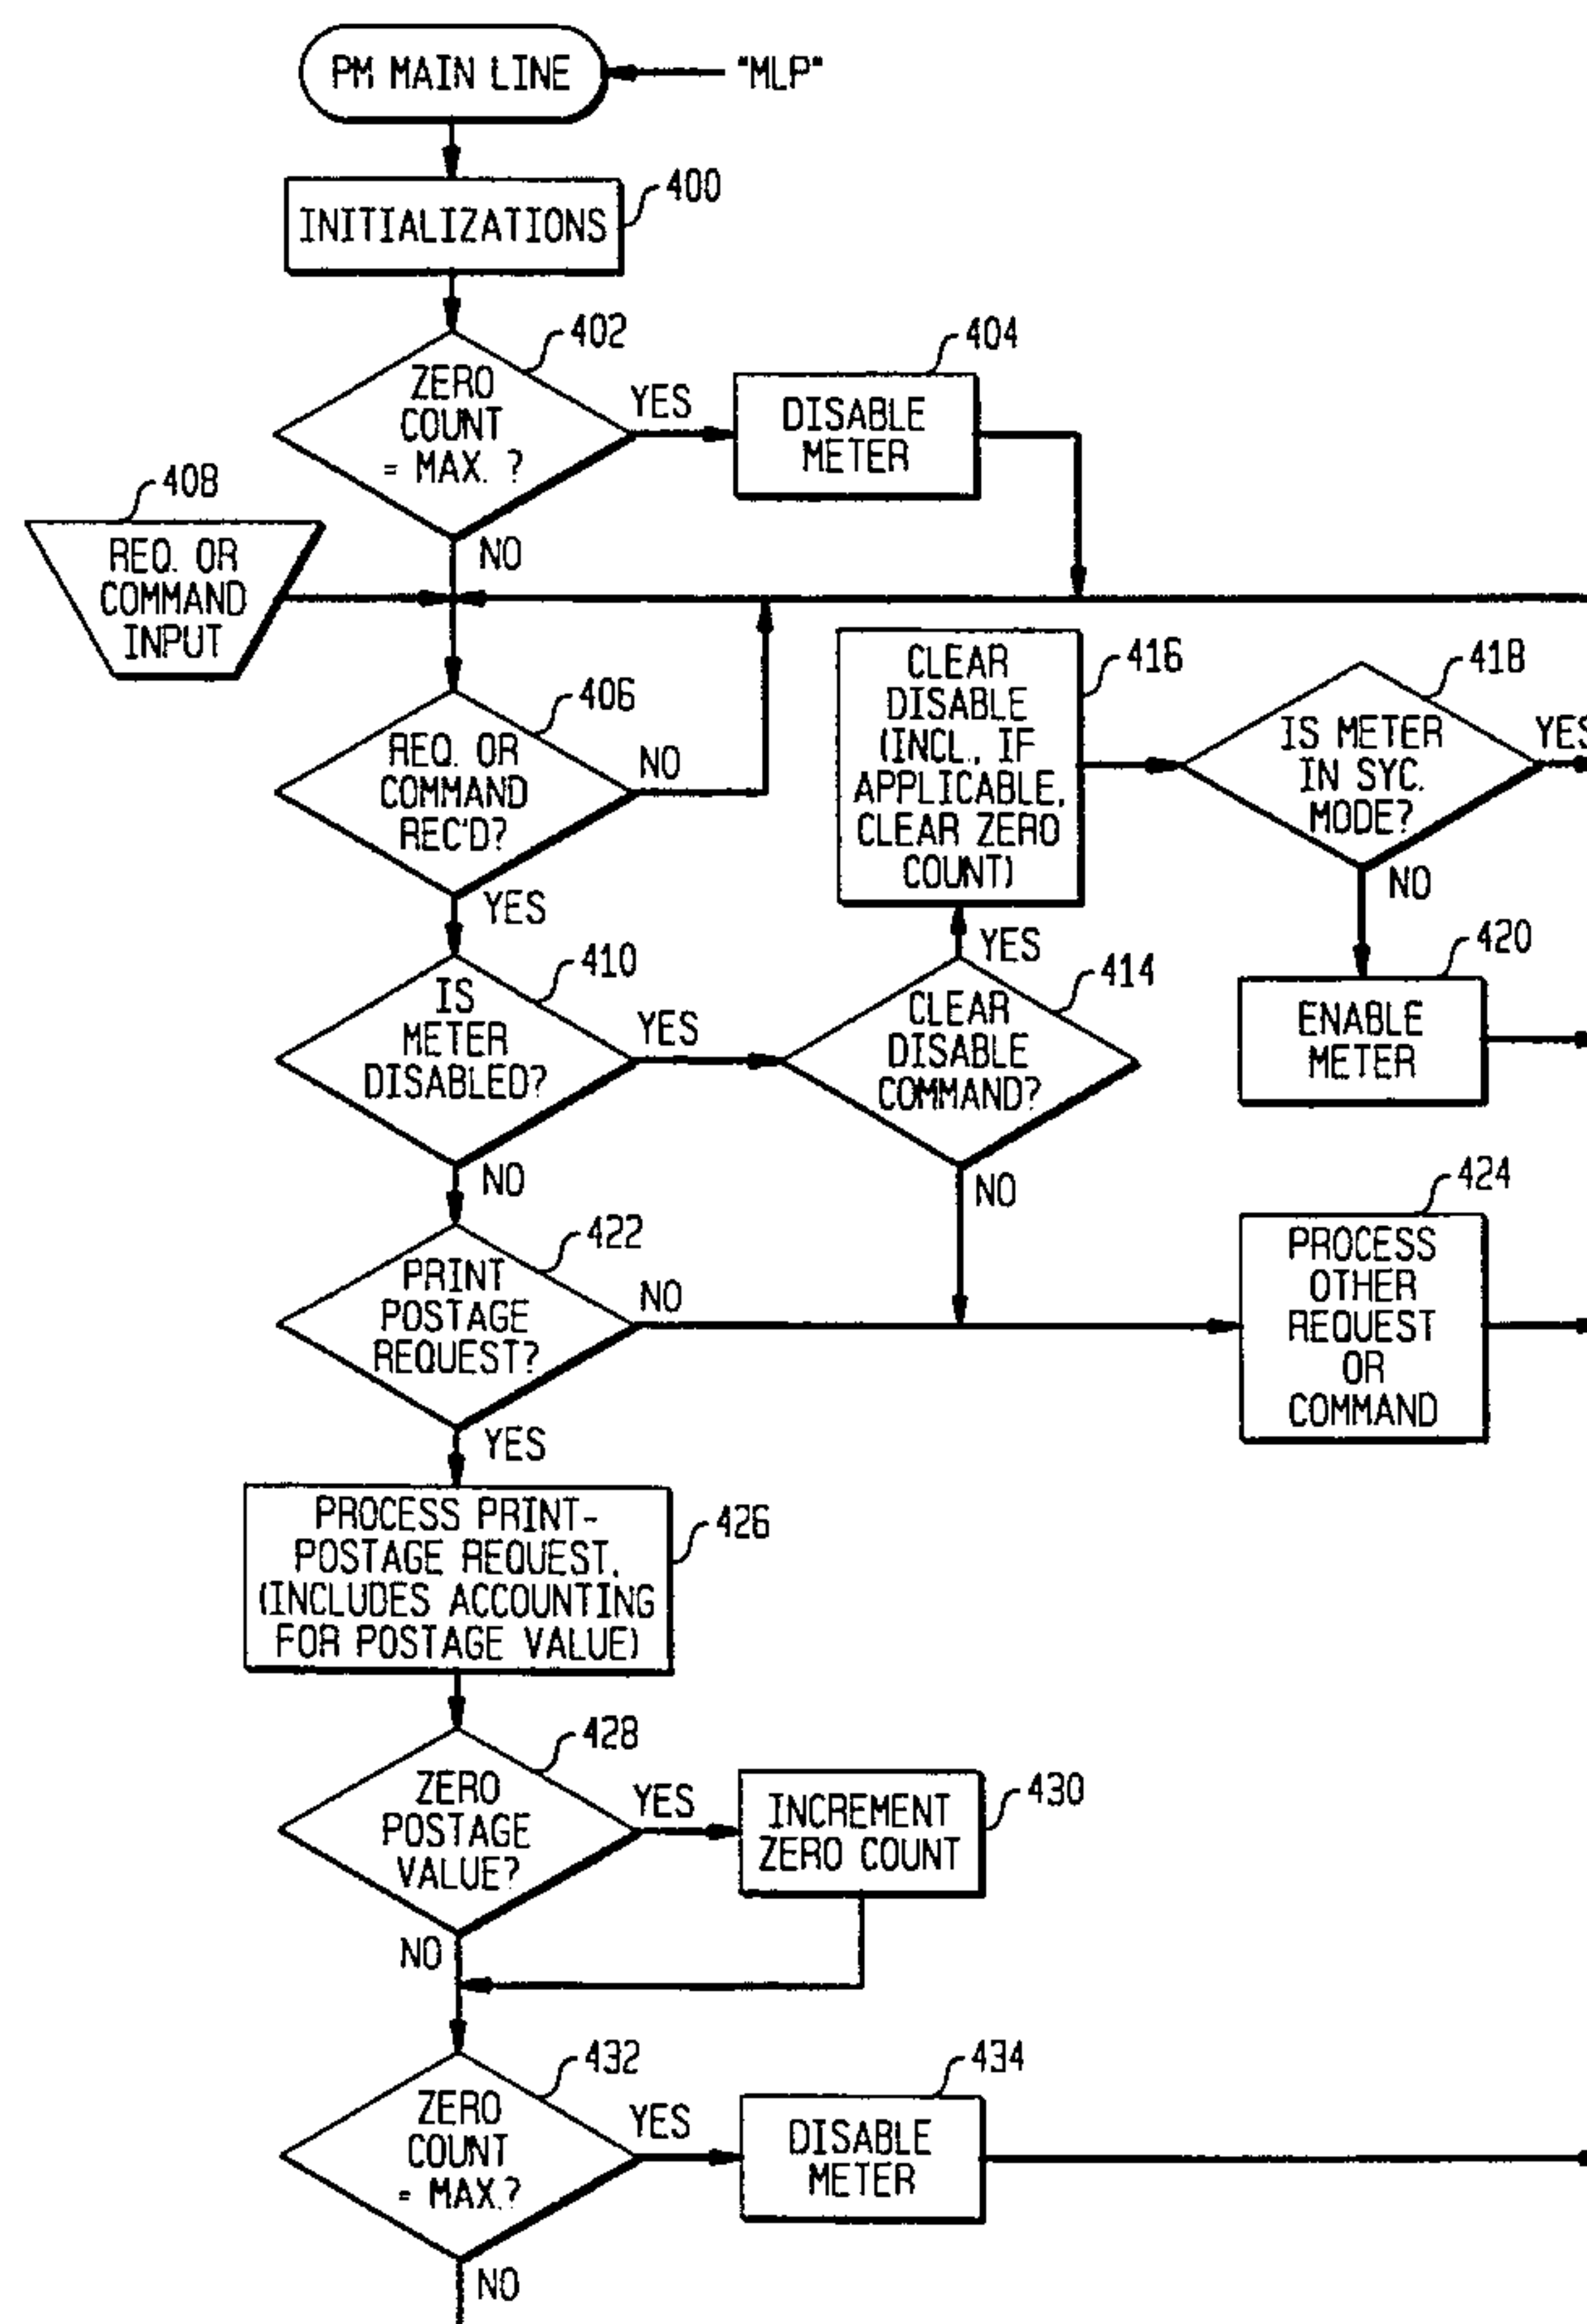 PM MAIN LINE
"MLP"
INITIALIZATIONS
400
ZERO
COUNT
= MAX. ?
402
YES
NO
DISABLE
METER
404
REQ. OR
COMMAND
INPUT
408
REQ. OR
COMMAND
REC'D?
406
NO
YES
CLEAR
DISABLE
(INCL., IF
APPLICABLE,
CLEAR ZERO
COUNT)
416
IS METER
IN SYC.
MODE?
418
YES
NO
IS
METER
DISABLED?
410
YES
NO
CLEAR
DISABLE
COMMAND?
414
YES
NO
ENABLE
METER
420
PRINT
POSTAGE
REQUEST?
422
NO
YES
PROCESS
OTHER
REQUEST
OR
COMMAND
424
PROCESS PRINT-
POSTAGE REQUEST.
(INCLUDES ACCOUNTING
FOR POSTAGE VALUE)
426
ZERO
POSTAGE
VALUE?
428
YES
NO
INCREMENT
ZERO COUNT
430
ZERO
COUNT
= MAX.?
432
YES
NO
DISABLE
METER
434